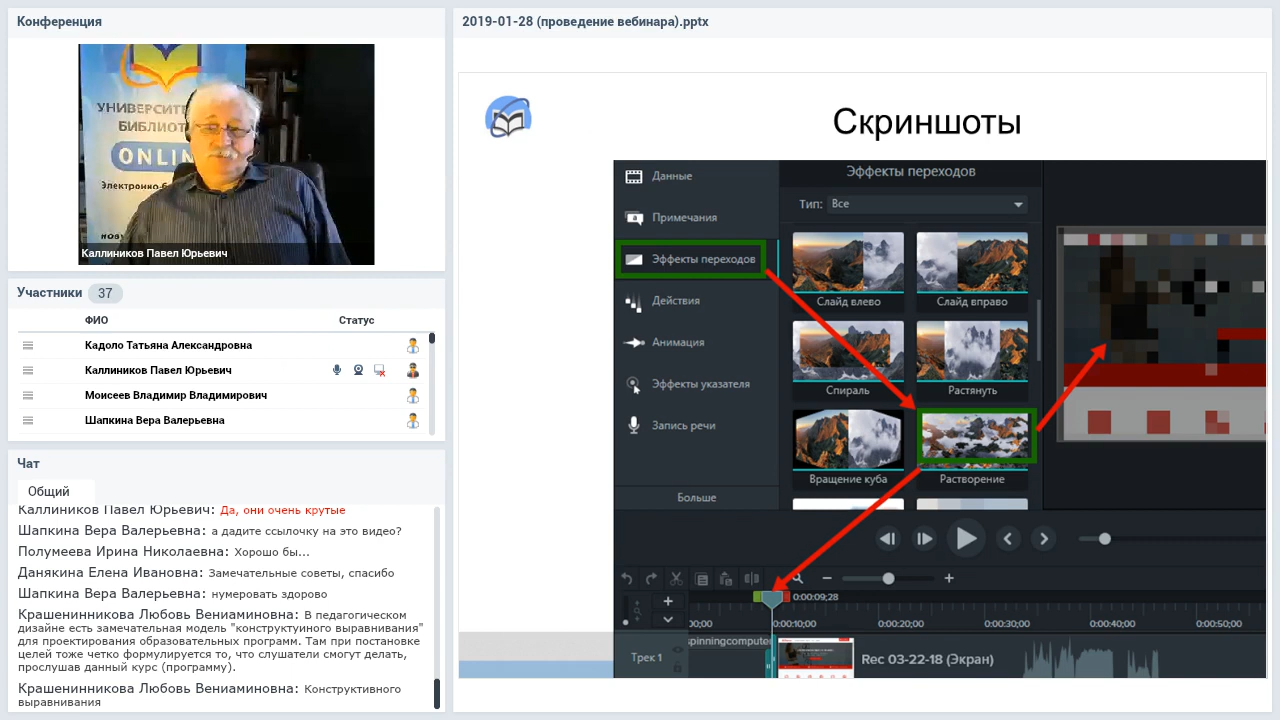 Конференция
УНИВЕРСИТЕ
БИБЛИОТ
ONLIN
Электронно-б
нов
Каллиников Павел Юрьевич
Участники 37
ФИО Статус
Кадоло Татьяна Александровна
Каллиников Павел Юрьевич
Моисеев Владимир Владимирович
Шапкина Вера Валерьевна
Чат
Общий
Каллиников Павел Юрьевич: Да, они очень крутые
Шапкина Вера Валерьевна: а дадите ссылочку на это видео?
Полумеева Ирина Николаевна: Хорошо бы...
Данякина Елена Ивановна: Замечательные советы, спасибо
Шапкина Вера Валерьевна: нумеровать здорово
Крашенинникова Любовь Вениаминовна: В педагогическом
дизайне есть замечательная модель "конструктуиного выравнивания"
для проектирования образовательных программ. Там при постановке
целей тоже четко формулируется то, что слушатели смогут делать,
прослушав данный курс (программу).
Крашенинникова Любовь Вениаминовна: Конструктивного
выравнивания
2019-01-28 (проведение вебинара).pptx
Скриншоты
Данные
Примечания
Эффекты переходов
Действия
Анимация
Эффекты указателя
Запись речи
Больше
Эффекты переходов
Тип: Все
Слайд влево Слайд вправо
Спираль Растянуть
Вращение куба Растворение
0:00:09;28
00;00 0:00:10;00 0:00:20;00 0:00:30;00 0:00:40;00 0:00:50;00
spinningcomputer
Трек 1
Rec 03-22-18 (Экран)